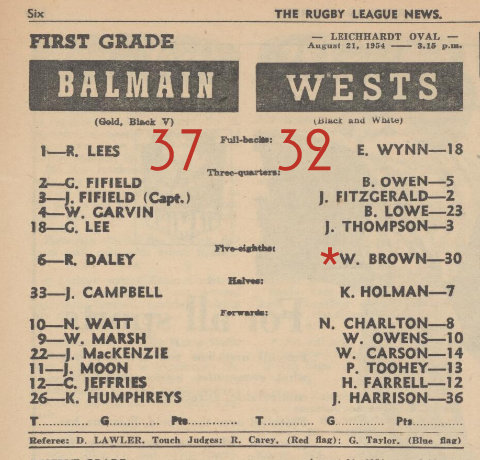 Six THE RUGBY LEAGUE NEWS.
FIRST GRADE — LEICHHARDT OVAL —
August 21, 1954 —— 3.15 p.m.
BALMAIN WESTS
(Gold, Black V) (Black and White)
37 32
Full-backs:
1—R. LEES E. WYNN—18
Three-quarters:
2—G. FIFIELD B. OWEN—5
3—J. FIFIELD (Capt.) J. FITZGERALD—2
4—W. GARVIN B. LOWE—23
18—G. LEE J. THOMPSON—3
Five-eighths:
6—R. DALEY *W. BROWN—30
Halves:
33—J. CAMPBELL K. HOLMAN—7
Forwards:
10—N. WATT N. CHARLTON—8
9—W. MARSH W. OWENS—10
22—J. MacKENZIE W. CARSON—14
11—J. MOON P. TOOHEY—13
12—C. JEFFRIES H. FARRELL—12
26—K. HUMPHREYS J. HARRISON—36
T............ G............ Pts............ T............ G............ Pts............
Referee: D. LAWLER. Touch Judges: R. Carey. (Red flag); G. Taylor. (Blue flag)